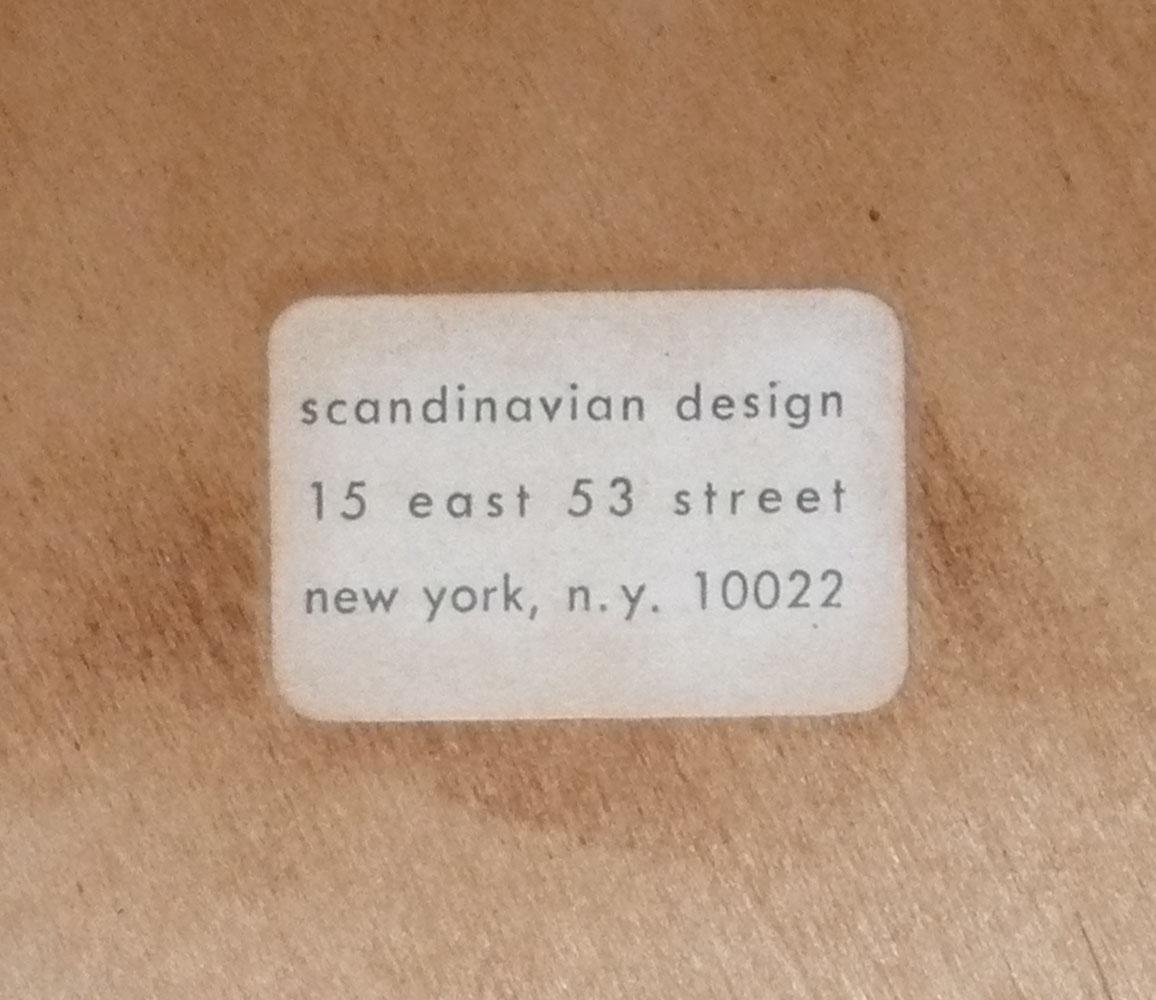 scandinavian design
15 east 53 street
new york, n.y. 10022